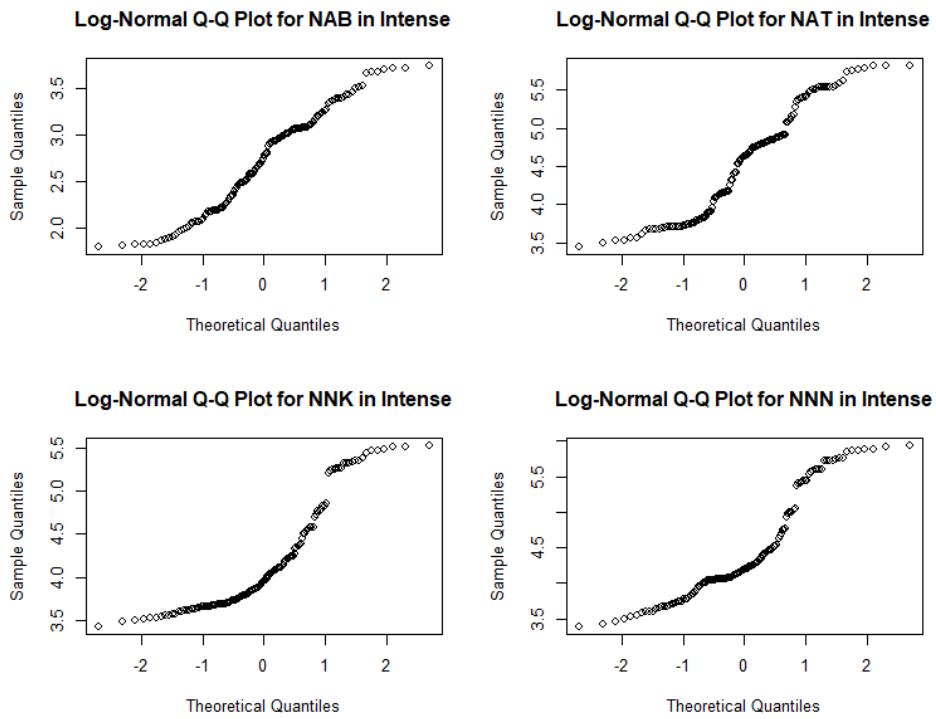 Log-Normal Q-Q Plot for NAB in Intense
Sample Quantiles
2.0 2.5 3.0 3.5
-2 -1 0 1 2
Theoretical Quantiles
Log-Normal Q-Q Plot for NAT in Intense
Sample Quantiles
3.5 4.0 4.5 5.0 5.5
-2 -1 0 1 2
Theoretical Quantiles
Log-Normal Q-Q Plot for NNK in Intense
Sample Quantiles
3.5 4.0 4.5 5.0 5.5
-2 -1 0 1 2
Theoretical Quantiles
Log-Normal Q-Q Plot for NNN in Intense
Sample Quantiles
3.5 4.5 5.5
-2 -1 0 1 2
Theoretical Quantiles